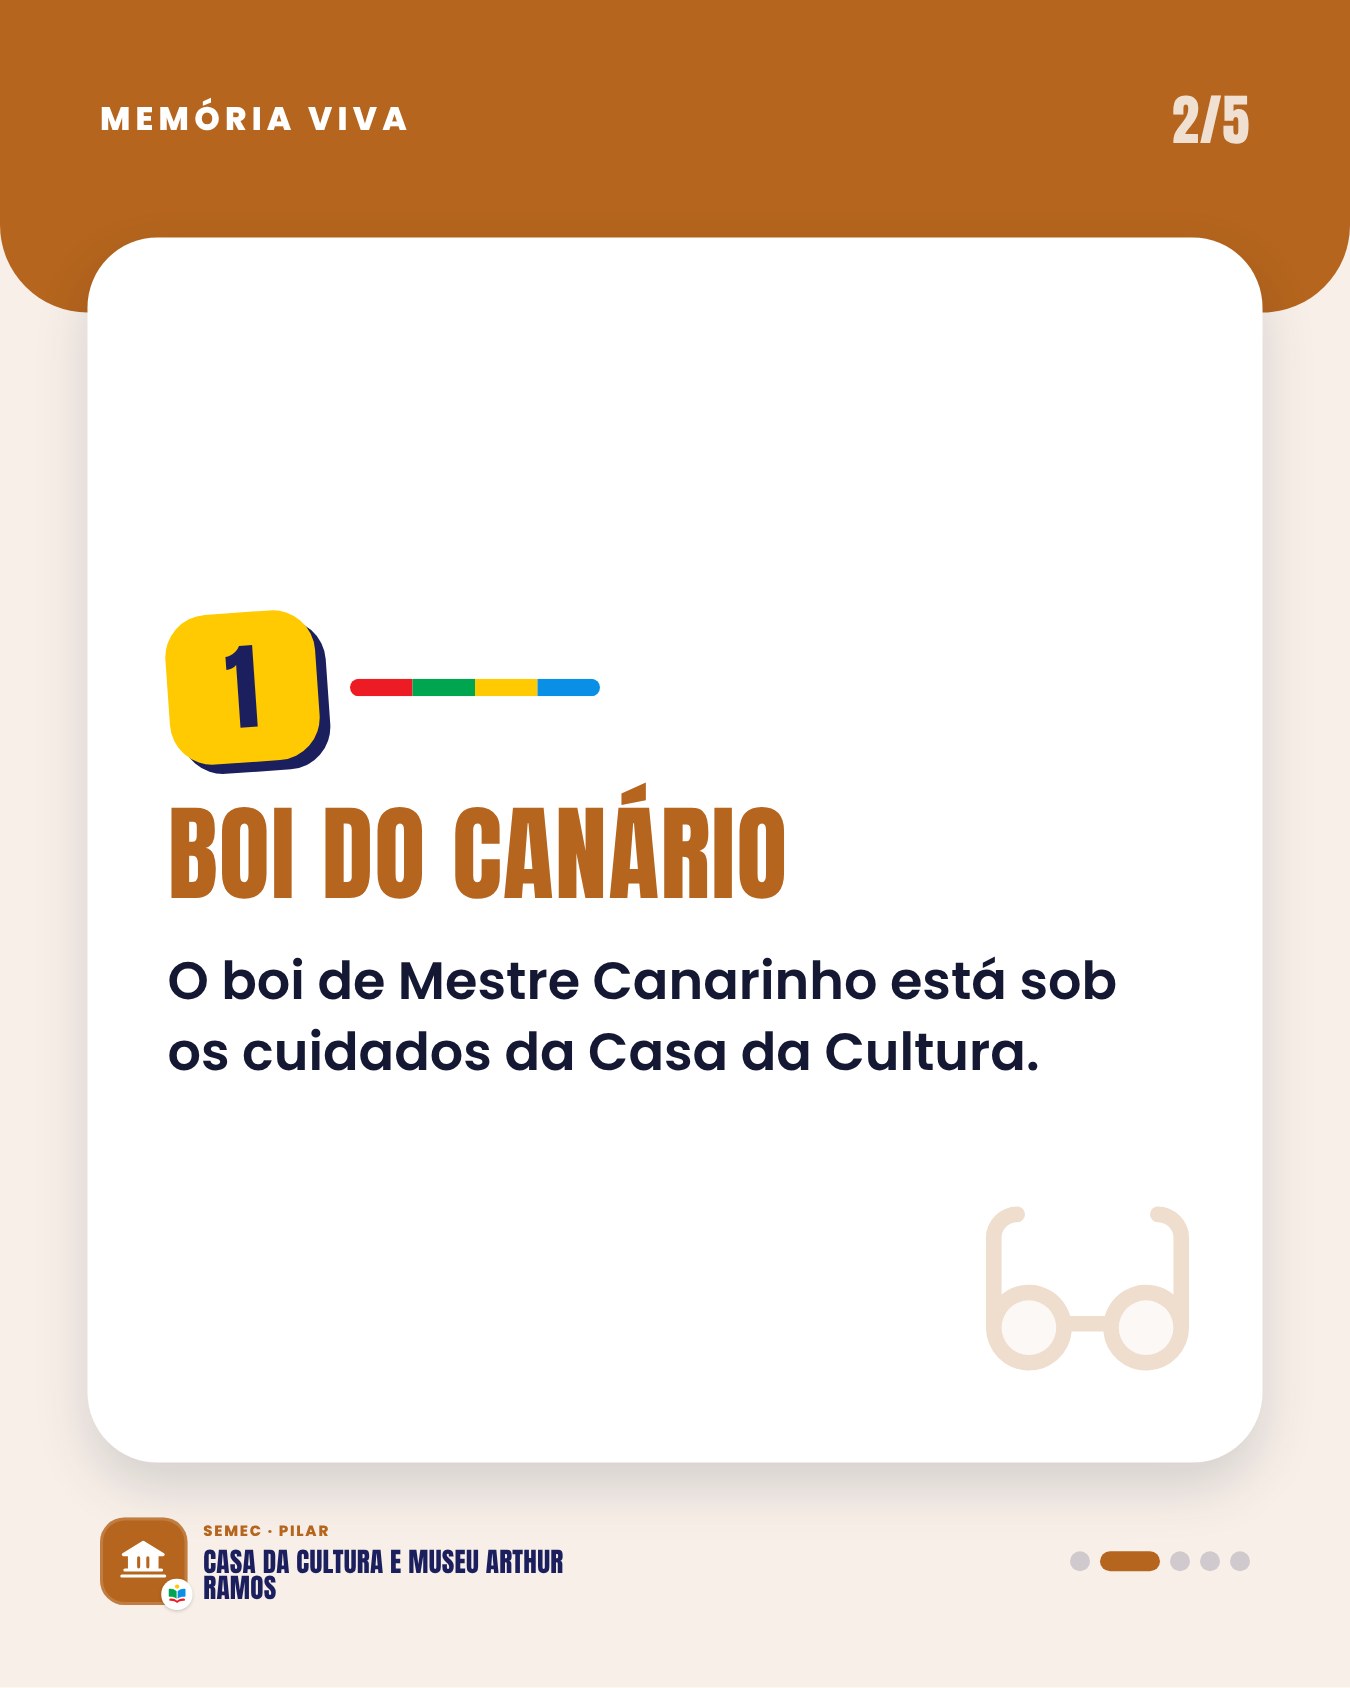 MEMÓRIA VIVA
2/5
1
BOI DO CANÁRIO
O boi de Mestre Canarinho está sob
os cuidados da Casa da Cultura.
SEMEC · PILAR
CASA DA CULTURA E MUSEU ARTHUR
RAMOS